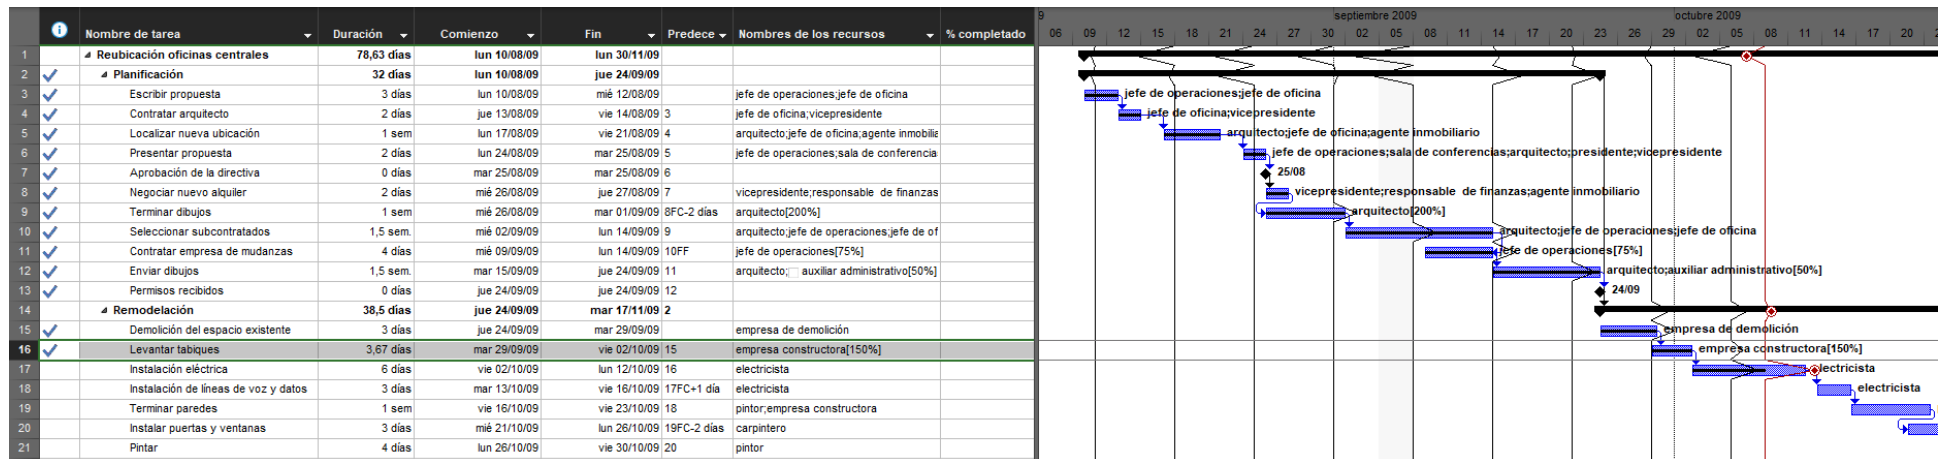 9 septiembre 2009 octubre 2009
Nombre de tarea Duración Comienzo Fin Predece Nombres de los recursos % completado 06 09 12 15 18 21 24 27 30 02 05 08 11 14 17 20 23 26 29 02 05 08 11 14 17 20
1 Reubicación oficinas centrales 78,63 días lun 10/08/09 lun 30/11/09
2 Planificación 32 días lun 10/08/09 jue 24/09/09
3 Escribir propuesta 3 días lun 10/08/09 mié 12/08/09 jefe de operaciones;jefe de oficina jefe de operaciones;jefe de oficina
4 Contratar arquitecto 2 días jue 13/08/09 vie 14/08/09 3 jefe de oficina;vicepresidente jefe de oficina;vicepresidente
5 Localizar nueva ubicación 1 sem lun 17/08/09 vie 21/08/09 4 arquitecto;jefe de oficina;agente inmobilia arquitecto;jefe de oficina;agente inmobiliario
6 Presentar propuesta 2 días lun 24/08/09 mar 25/08/09 5 jefe de operaciones;sala de conferencia jefe de operaciones;sala de conferencias;arquitecto;presidente;vicepresidente
7 Aprobación de la directiva 0 días mar 25/08/09 mar 25/08/09 6 25/08
8 Negociar nuevo alquiler 2 días mié 26/08/09 jue 27/08/09 7 vicepresidente;responsable de finanzas vicepresidente;responsable de finanzas;agente inmobiliario
9 Terminar dibujos 1 sem mié 26/08/09 mar 01/09/09 8FC-2 días arquitecto[200%] arquitecto[200%]
10 Seleccionar subcontratados 1,5 sem. mié 02/09/09 lun 14/09/09 9 arquitecto;jefe de operaciones;jefe de of arquitecto;jefe de operaciones;jefe de oficina
11 Contratar empresa de mudanzas 4 días mié 09/09/09 lun 14/09/09 10FF jefe de operaciones[75%] jefe de operaciones[75%]
12 Enviar dibujos 1,5 sem. mar 15/09/09 jue 24/09/09 11 arquitecto; auxiliar administrativo[50%] arquitecto;auxiliar administrativo[50%]
13 Permisos recibidos 0 días jue 24/09/09 jue 24/09/09 12 24/09
14 Remodelación 38,5 días jue 24/09/09 mar 17/11/09 2
15 Demolición del espacio existente 3 días jue 24/09/09 mar 29/09/09 empresa de demolición empresa de demolición
16 Levantar tabiques 3,67 días mar 29/09/09 vie 02/10/09 15 empresa constructora[150%] empresa constructora[150%]
17 Instalación eléctrica 6 días vie 02/10/09 lun 12/10/09 16 electricista electricista
18 Instalación de líneas de voz y datos 3 días mar 13/10/09 vie 16/10/09 17FC+1 día electricista electricista
19 Terminar paredes 1 sem vie 16/10/09 vie 23/10/09 18 pintor;empresa constructora
20 Instalar puertas y ventanas 3 días mié 21/10/09 lun 26/10/09 19FC-2 días carpintero
21 Pintar 4 días lun 26/10/09 vie 30/10/09 20 pintor